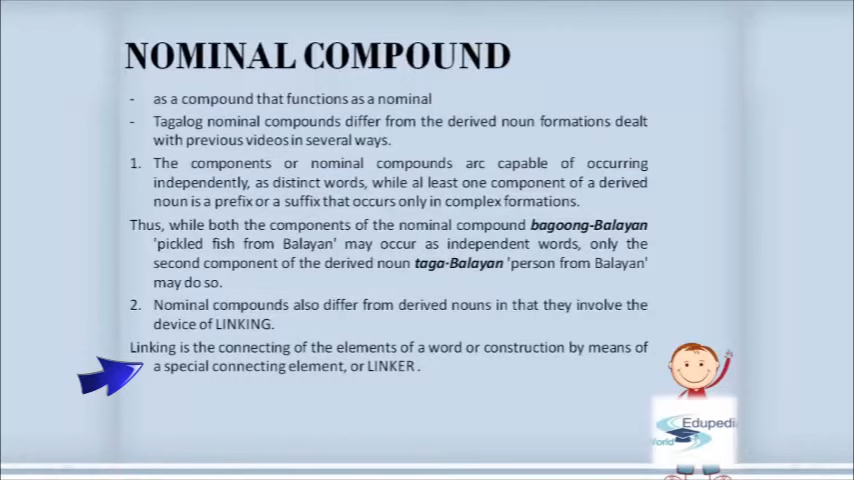 NOMINAL COMPOUND
- as a compound that functions as a nominal
- Tagalog nominal compounds differ from the derived noun formations dealt
with previous videos in several ways.
1. The components or nominal compounds arc capable of occurring
independently, as distinct words, while al least one component of a derived
noun is a prefix or a suffix that occurs only in complex formations.
Thus, while both the components of the nominal compound bagoong-Balayan
'pickled fish from Balayan' may occur as independent words, only the
second component of the derived noun taga-Balayan 'person from Balayan'
may do so.
2. Nominal compounds also differ from derived nouns in that they involve the
device of LINKING.
Linking is the connecting of the elements of a word or construction by means of
a special connecting element, or LINKER .
Edupedi
World